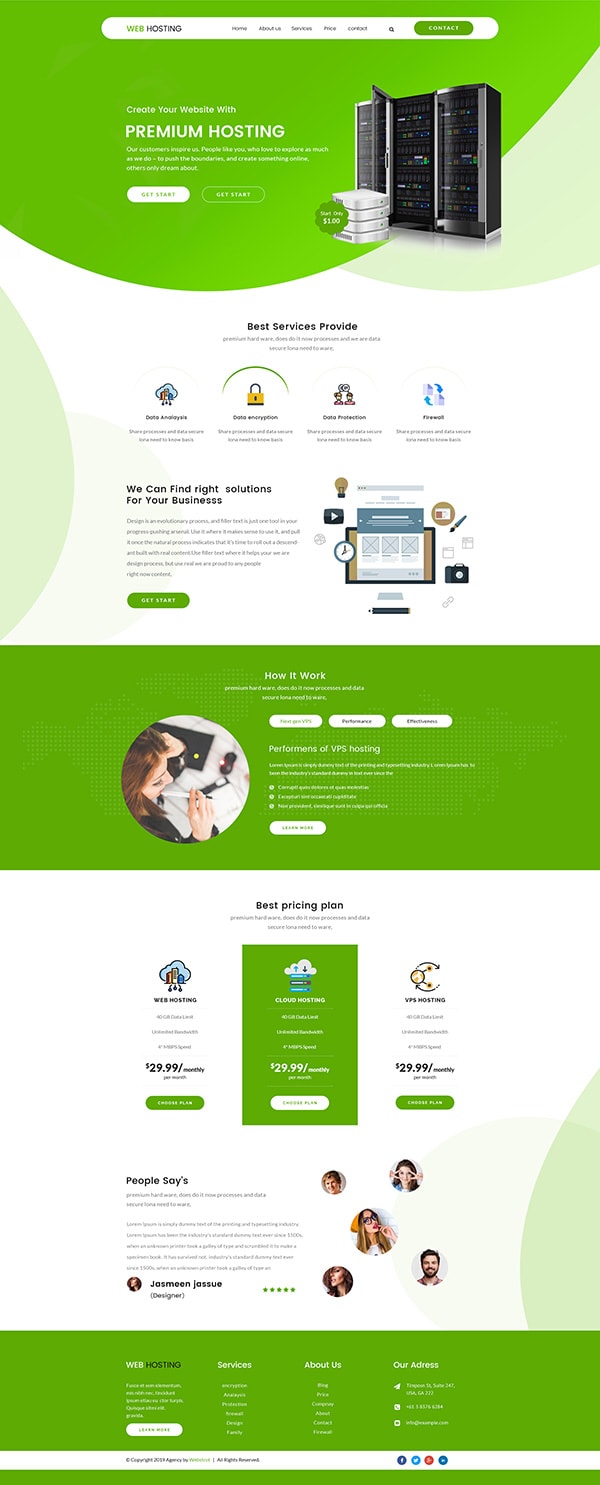 WEB HOSTING
Home About us Services Price contact
CONTACT
Create Your Website With
PREMIUM HOSTING
Our customers inspire us. People like you, who love to explore as much
as we do – to push the boundaries, and create something online,
others only dream about.
GET START GET START
Start Only
$1.00
Best Services Provide
premium hard ware, does do it now processes and we are data
secure Iona need to ware,
Data Analaysis Data encryption Data Protection Firewall
Share processes and data secure Share processes and data secure Share processes and data secure Share processes and data secure
Iona need to know basis Iona need to know basis Iona need to know basis Iona need to know basis
We Can Find right solutions
For Your Businesss
Design is an evolutionary process, and filler text is just one tool in your
progress-pushing arsenal. Use it where it makes sense to use it, and pull
it once the natural process indicates that it's time to roll out a descend-
ant built with real content.Use filler text where it helps your we are
design process, but use real we are proud to any people
right now content,
GET START
How It Work
premium hard ware, does do it now processes and data
secure Iona need to ware,
Next gen VPS Performance Effectiveness
Performens of VPS hosting
Lorem Ipsum is simply dummy text of the printing and typesetting industry. Lorem Ipsum has to
been the industry's standard dummy text ever since the
Corrupti quos dolores et quas molestias
Excepturi sint occaecati cupiditate
Non provident, similique sunt in culpa qui officia
LEARN MORE
Best pricing plan
premium hard ware, does do it now processes and data
secure Iona need to ware,
WEB HOSTING CLOUD HOSTING VPS HOSTING
40 GB Data Limit 40 GB Data Limit 40 GB Data Limit
Unlimited Bandwidth Unlimited Bandwidth Unlimited Bandwidth
4* MBPS Speed 4* MBPS Speed 4* MBPS Speed
$29.99/monthly $29.99/monthly $29.99/monthly
per month per month per month
CHOOSE PLAN CHOOSE PLAN CHOOSE PLAN
People Say's
premium hard ware, does do it now processes and data
secure Iona need to ware,
Lorem Ipsum is simply dummy text of the printing and typesetting industry.
Lorem Ipsum has been the industry's standard dummy text ever since 1500s,
when an unknown printer took a galley of type and scrambled it to make a
specimen book. It has survived not. industry's standard dummy text ever
since 1500s, when an unknown printer took a galley of type an
Jasmeen jassue
(Designer)
WEB HOSTING Services About Us Our Adress
Fusce et sem elementum,
eis nibh nec, tincidunt
ipsum ellau eu ctor turpis.
Quisque sites elit
gravida.
LEARN MORE
encryption
Analaysis
Protection
firewall
Design
Family
Blog
Price
Compnay
About
Contact
Firewall
Timpson St, Suite 247,
USA, GA 222
+61 3 8376 6284
info@example.com
© Copyright 2019 Agency by Webstrot | All Rights Reserved.